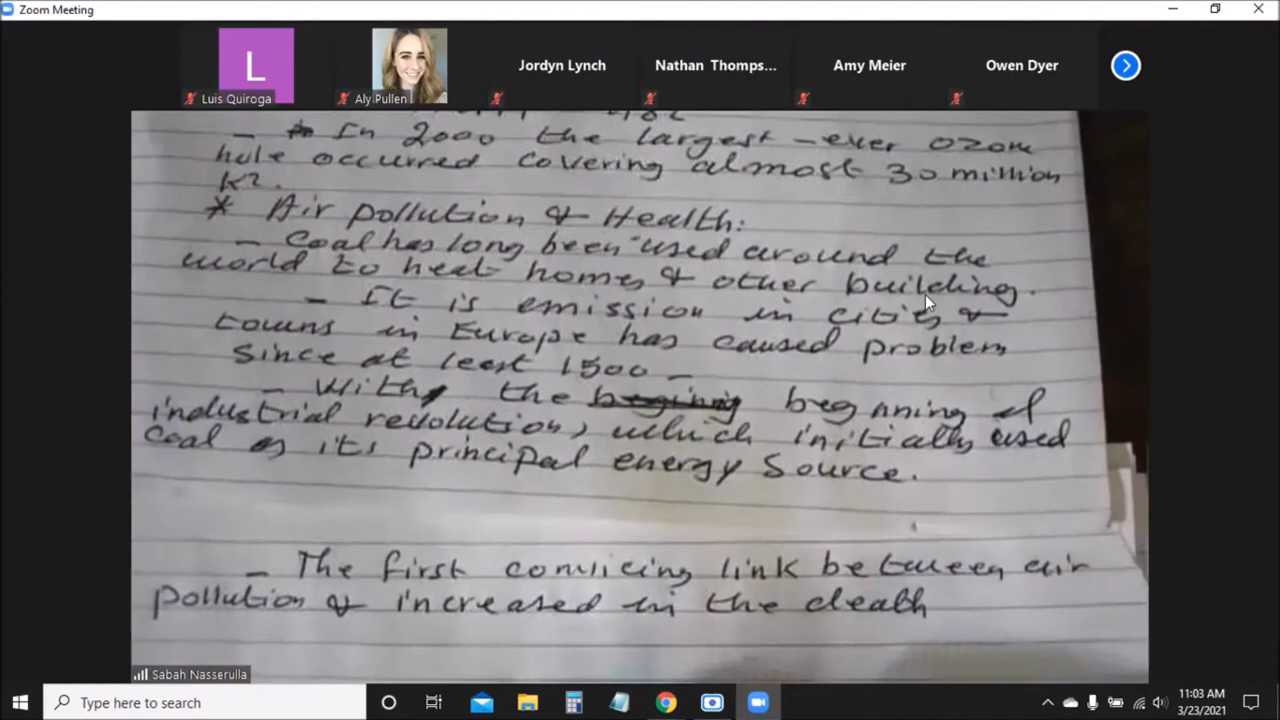 Zoom Meeting
L
Luis Quiroga
Aly Pullen
Jordyn Lynch
Nathan Thomps...
Amy Meier
Owen Dyer
- In 2000 the largest-ever ozone
hole occurred covering almost 30 million
K2.
* Air pollution & Health:
- Coal has long been used around the
world to heat homes & other building.
- It is emission in cities &
towns in Europe has caused problem
since at least 1500 -
- With the begining begnning of
industrial revolution, which initially used
Coal as its principal energy Source.
- The first link between air
pollution & increased in the death
Sabah Nasserulla
Type here to search
11:03 AM
3/23/2021